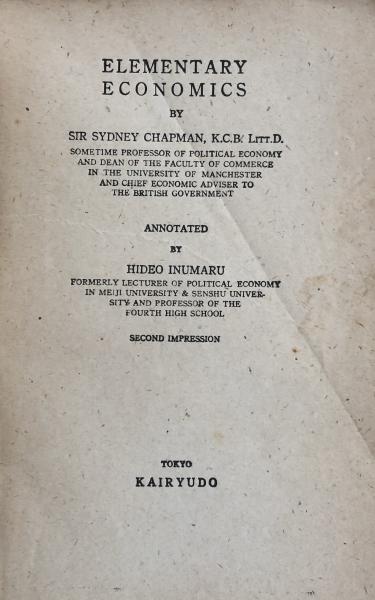 ELEMENTARY
ECONOMICS
BY
SIR SYDNEY CHAPMAN, K.C.B. LITT.D.
SOMETIME PROFESSOR OF POLITICAL ECONOMY
AND DEAN OF THE FACULTY OF COMMERCE
IN THE UNIVERSITY OF MANCHESTER
AND CHIEF ECONOMIC ADVISER TO
THE BRITISH GOVERNMENT
ANNOTATED
BY
HIDEO INUMARU
FORMERLY LECTURER OF POLITICAL ECONOMY
IN MEIJI UNIVERSITY & SENSHU UNIVER-
SITY AND PROFESSOR OF THE
FOURTH HIGH SCHOOL
SECOND IMPRESSION
TOKYO
KAIRYUDO